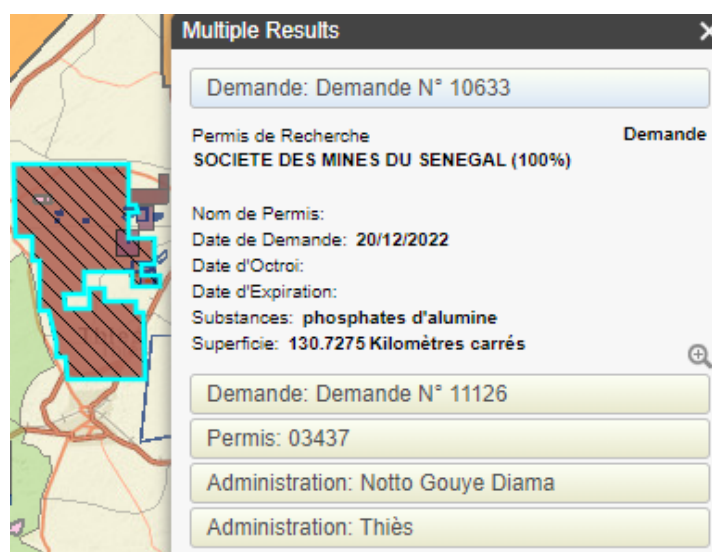 Multiple Results
Demande: Demande N° 10633
Permis de Recherche Demande
SOCIETE DES MINES DU SENEGAL (100%)
Nom de Permis:
Date de Demande: 20/12/2022
Date d'Octroi:
Date d'Expiration:
Substances: phosphates d'alumine
Superficie: 130.7275 Kilomètres carrés
Thiès
Demande: Demande N° 11126
Permis: 03437
Administration: Notto Gouye Diama
Administration: Thiès